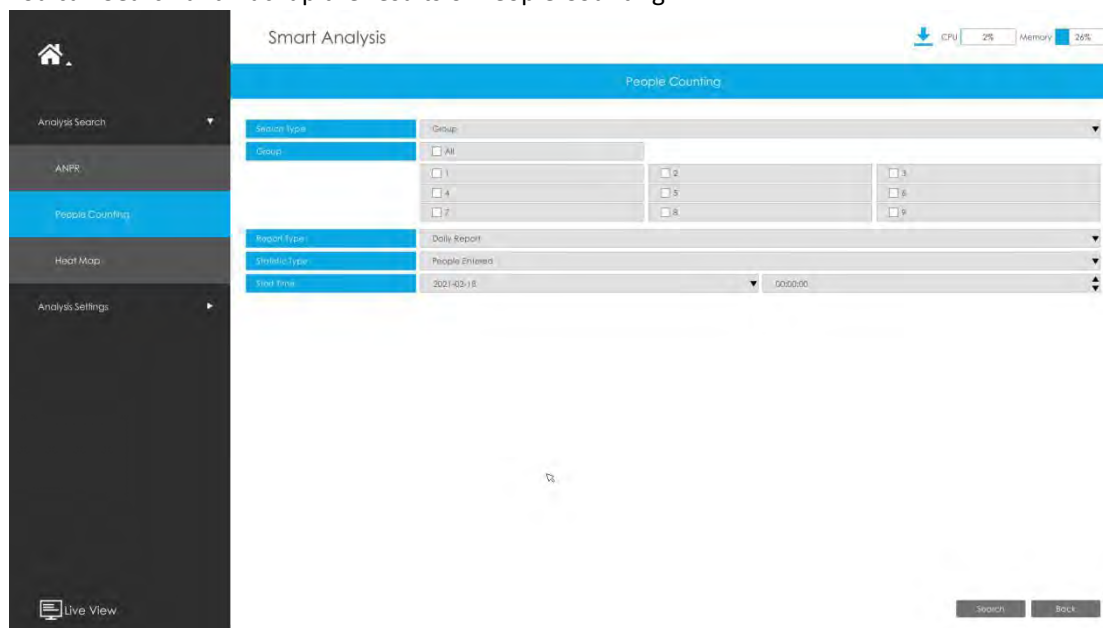 Smart Analysis
CPU 2% Memory 26%
People Counting
Analysis Search
ANPR
People Counting
Heat Map
Analysis Settings
Live View
Search Type Group
Group All
1 2 3
4 5 6
7 8 9
Report Type Daily Report
Statistic Type People Entered
Start Time 2021-02-18 00:00:00
Search Back